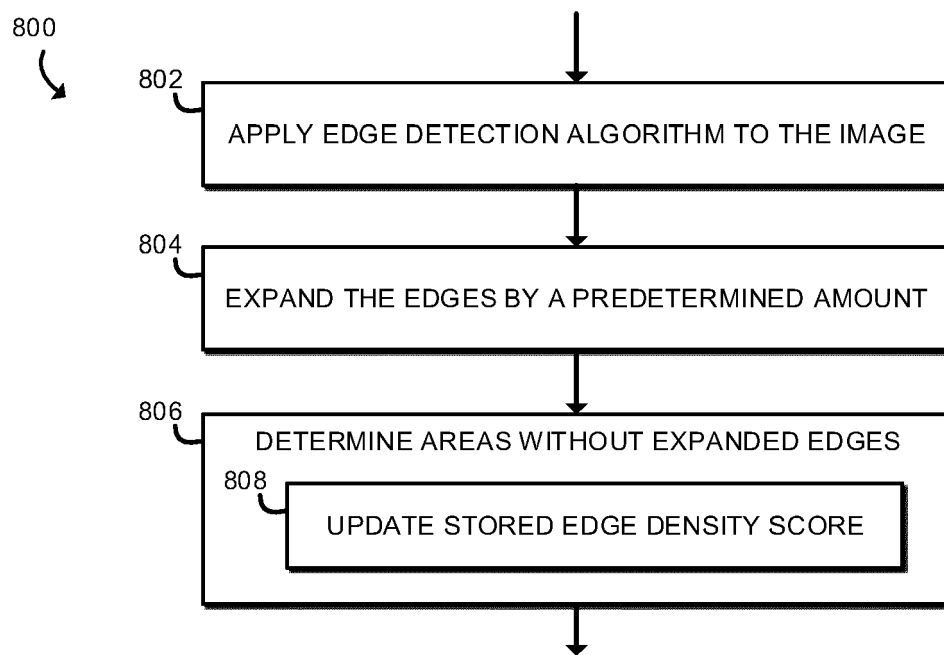 800
802
APPLY EDGE DETECTION ALGORITHM TO THE IMAGE
804
EXPAND THE EDGES BY A PREDETERMINED AMOUNT
806
DETERMINE AREAS WITHOUT EXPANDED EDGES
808
UPDATE STORED EDGE DENSITY SCORE